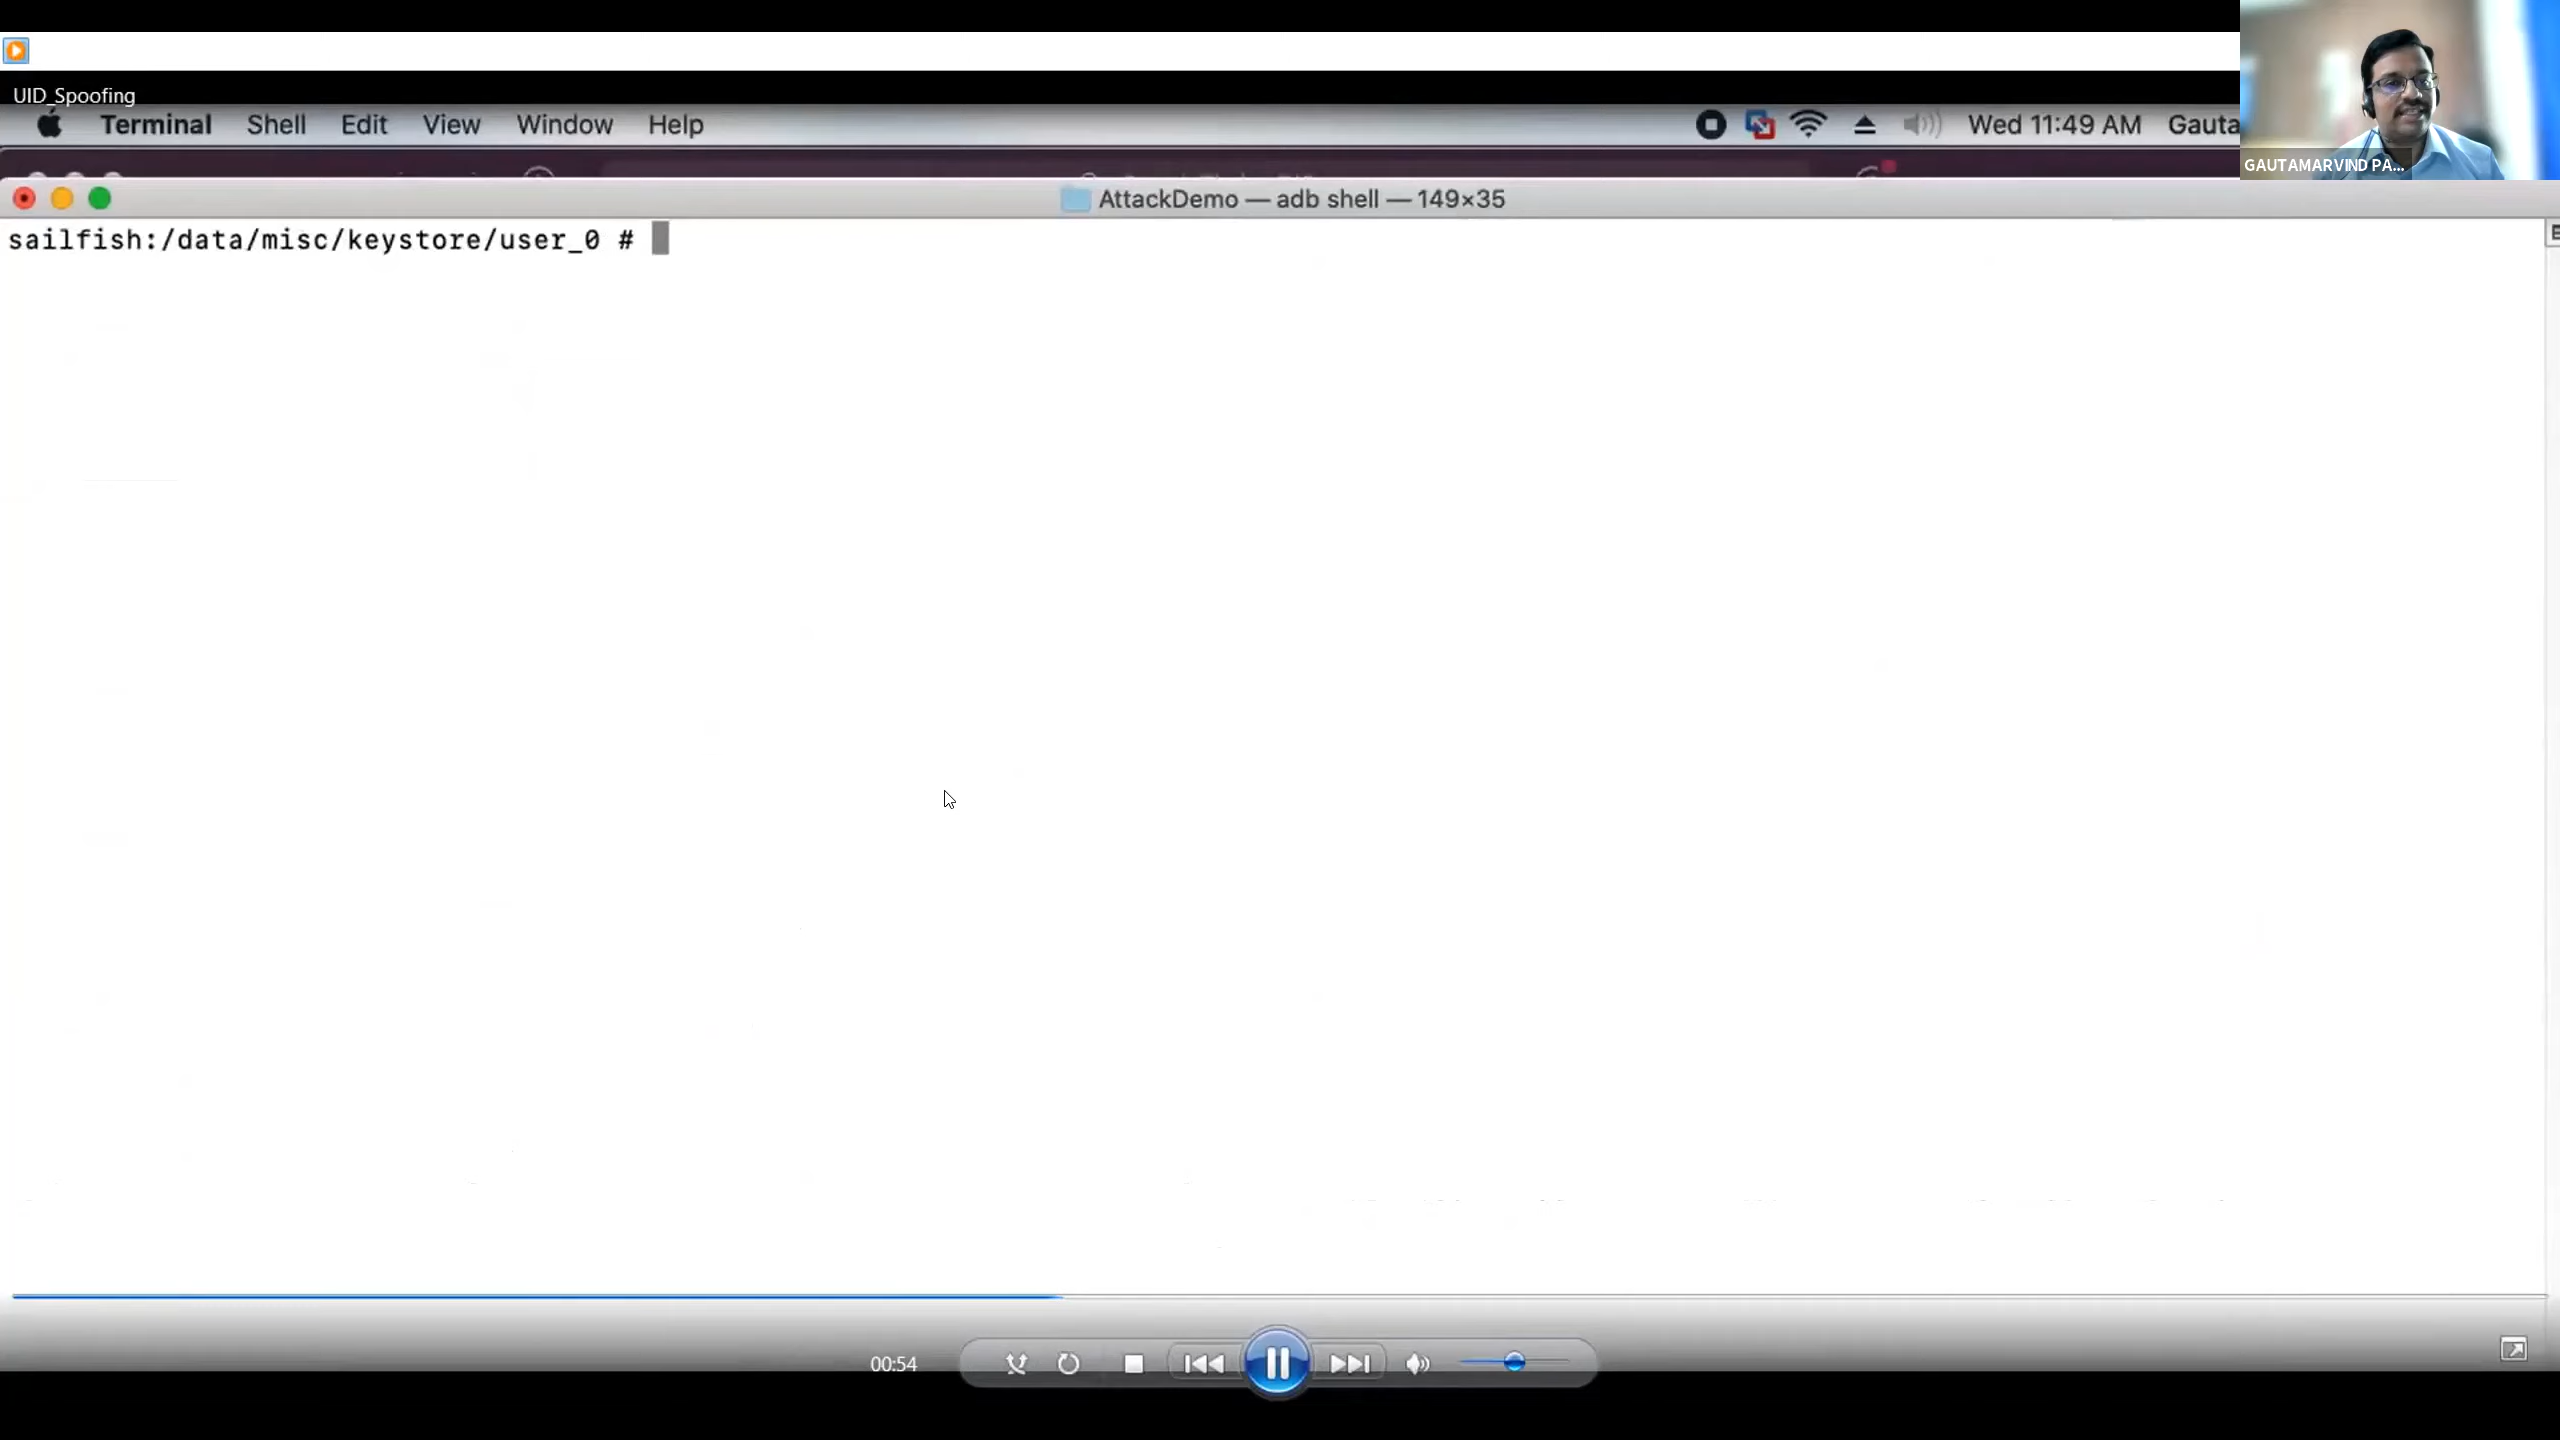 UID_Spoofing
Terminal Shell Edit View Window Help Wed 11:49 AM Gauta
GAUTAMARVIND PA...
AttackDemo — adb shell — 149×35
sailfish:/data/misc/keystore/user_0 #
00:54